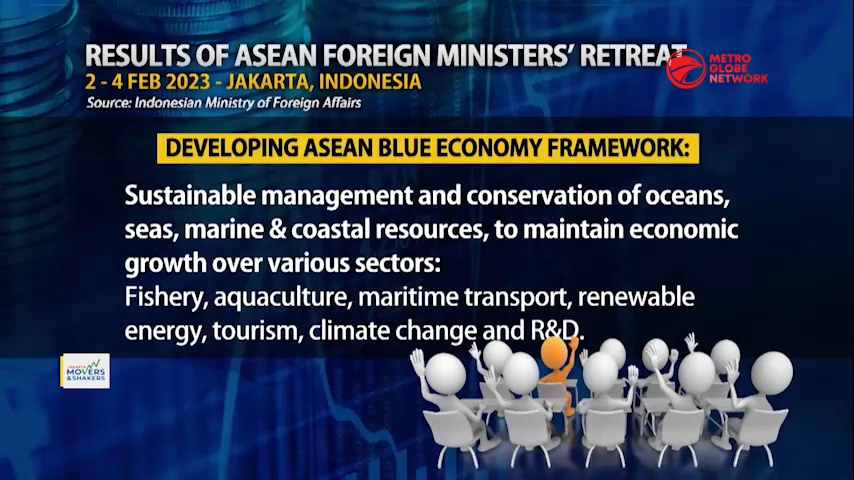 RESULTS OF ASEAN FOREIGN MINISTERS' RETREAT
METRO
GLOBE
NETWORK
2 - 4 FEB 2023 - JAKARTA, INDONESIA
Source: Indonesian Ministry of Foreign Affairs
DEVELOPING ASEAN BLUE ECONOMY FRAMEWORK:
Sustainable management and conservation of oceans,
seas, marine & coastal resources, to maintain economic
growth over various sectors:
Fishery, aquaculture, maritime transport, renewable
energy, tourism, climate change and R&D.
MOVERS
&SHAKERS